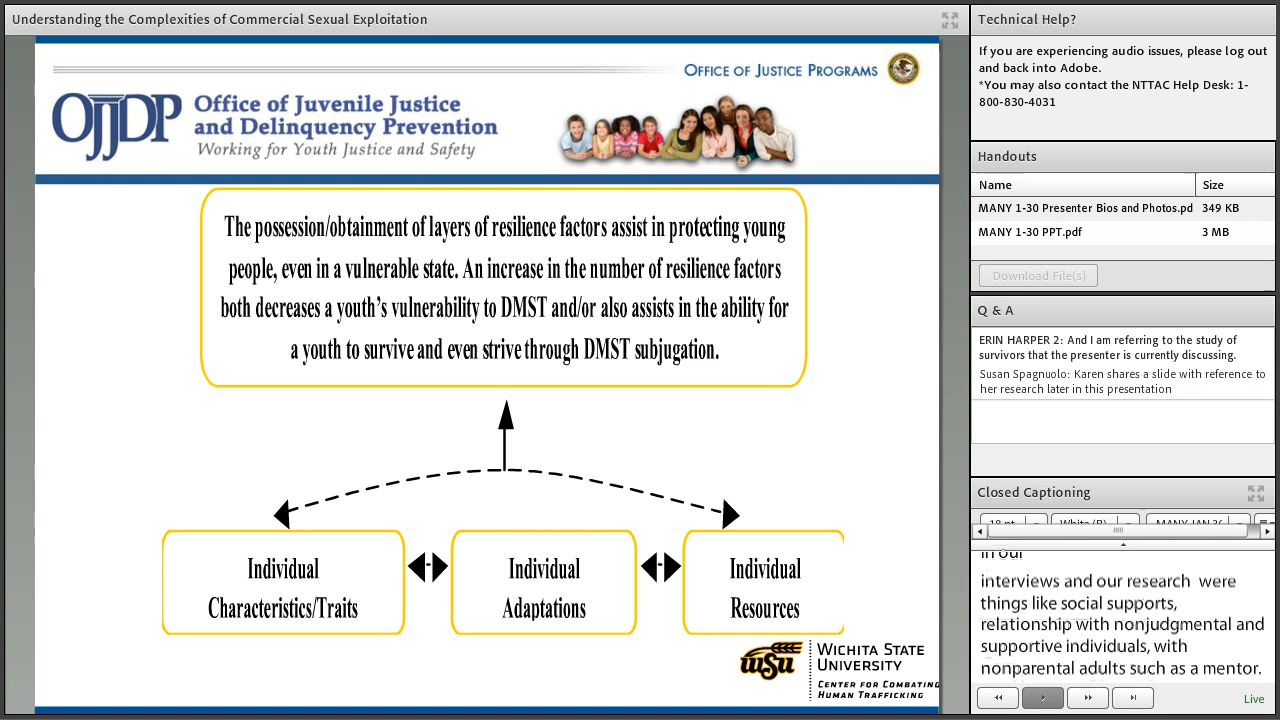 Understanding the Complexities of Commercial Sexual Exploitation
OFFICE OF JUSTICE PROGRAMS
OJJDP
Office of Juvenile Justice
and Delinquency Prevention
Working for Youth Justice and Safety
The possession/obtainment of layers of resilience factors assist in protecting young
people, even in a vulnerable state. An increase in the number of resilience factors
both decreases a youth's vulnerability to DMST and/or also assists in the ability for
a youth to survive and even strive through DMST subjugation.
Individual
Characteristics/Traits
Individual
Adaptations
Individual
Resources
wsu
WICHITA STATE
UNIVERSITY
CENTER FOR COMBATING
HUMAN TRAFFICKING
Technical Help?
If you are experiencing audio issues, please log out
and back into Adobe.
*You may also contact the NTTAC Help Desk: 1-
800-830-4031
Handouts
Name Size
MANY 1-30 Presenter Bios and Photos.pd 349 KB
MANY 1-30 PPT.pdf 3 MB
Download File(s)
Q & A
ERIN HARPER 2: And I am referring to the study of
survivors that the presenter is currently discussing.
Susan Spagnuolo: Karen shares a slide with reference to
her research later in this presentation
Closed Captioning
in our
interviews and our research were
things like social supports,
relationship with nonjudgmental and
supportive individuals, with
nonparental adults such as a mentor.
Live